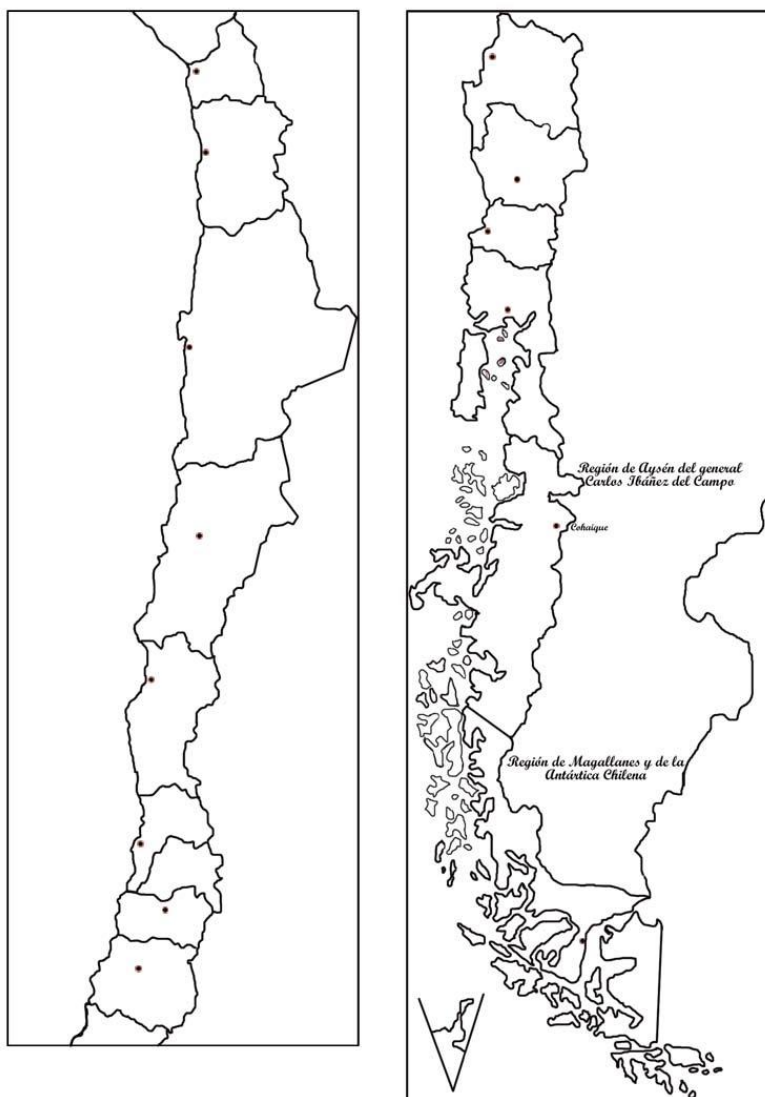 Región de Aysén del general
Carlos Ibáñez del Campo
Cohaique
Región de Magallanes y de la
Antártica Chilena